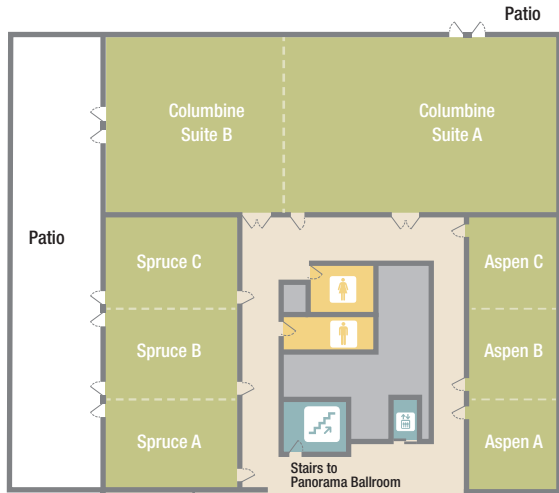 Patio
Columbine
Suite B
Columbine
Suite A
Patio
Spruce C
Aspen C
Spruce B
Aspen B
Spruce A
Aspen A
Stairs to
Panorama Ballroom